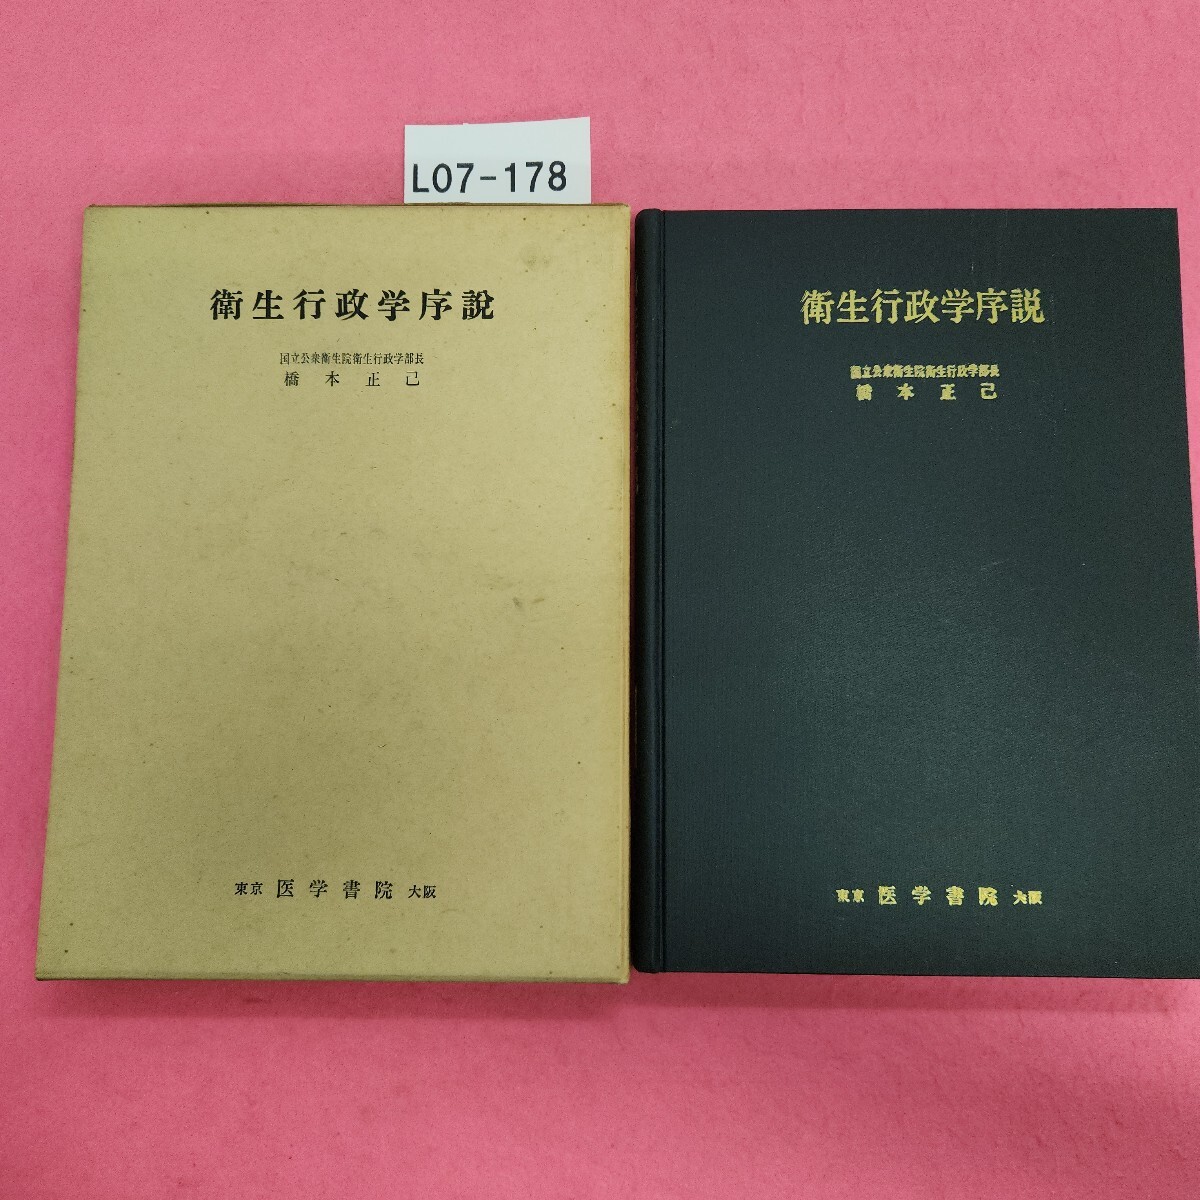 L07-178
衛生行政学序説
国立公衆衛生院衛生行政学部長
橋本正己
東京 医学書院 大阪
衛生行政学序説
国立公衆衛生院衛生行政学部長
橋本正己
東京 医学書院 大阪